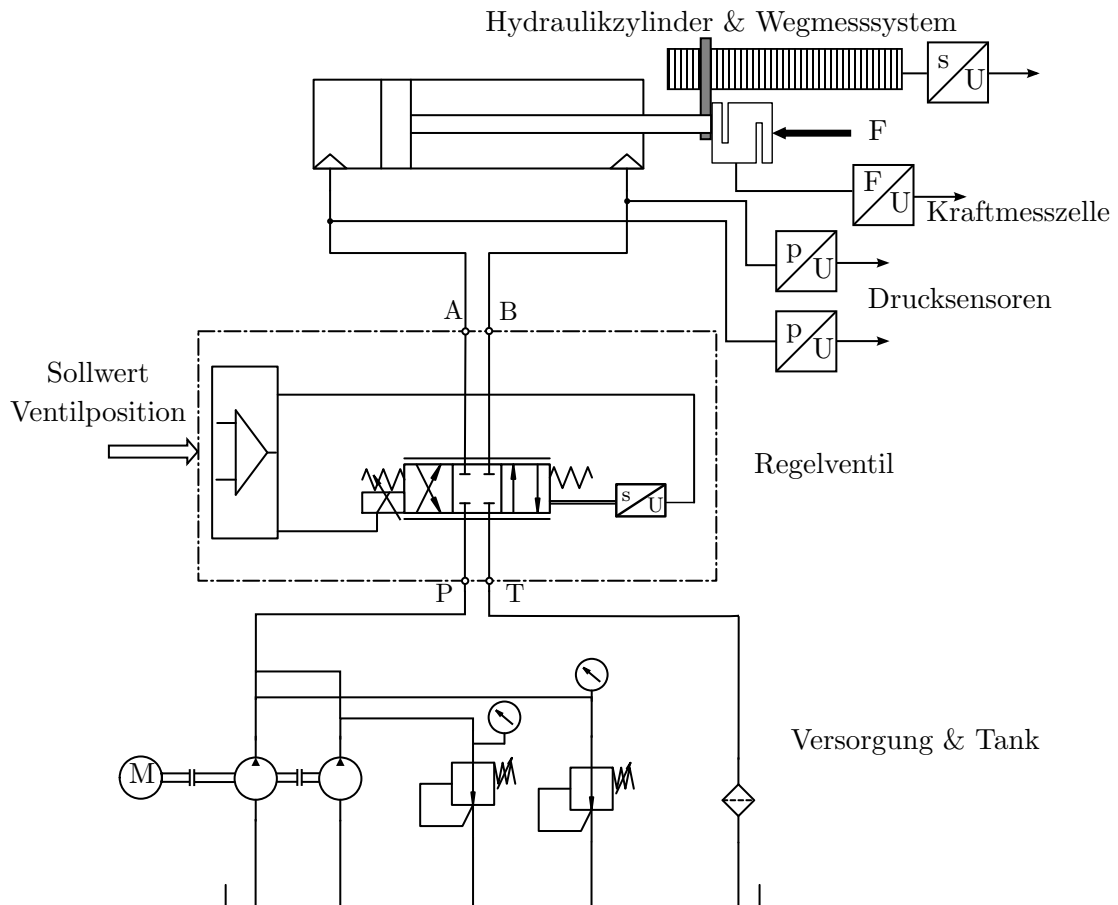 Hydraulikzylinder & Wegmesssystem
s
U
F
F
U
Kraftmesszelle
p
U
Drucksensoren
A
B
p
U
Sollwert
Ventilposition
Regelventil
s
U
P
T
Versorgung & Tank
M